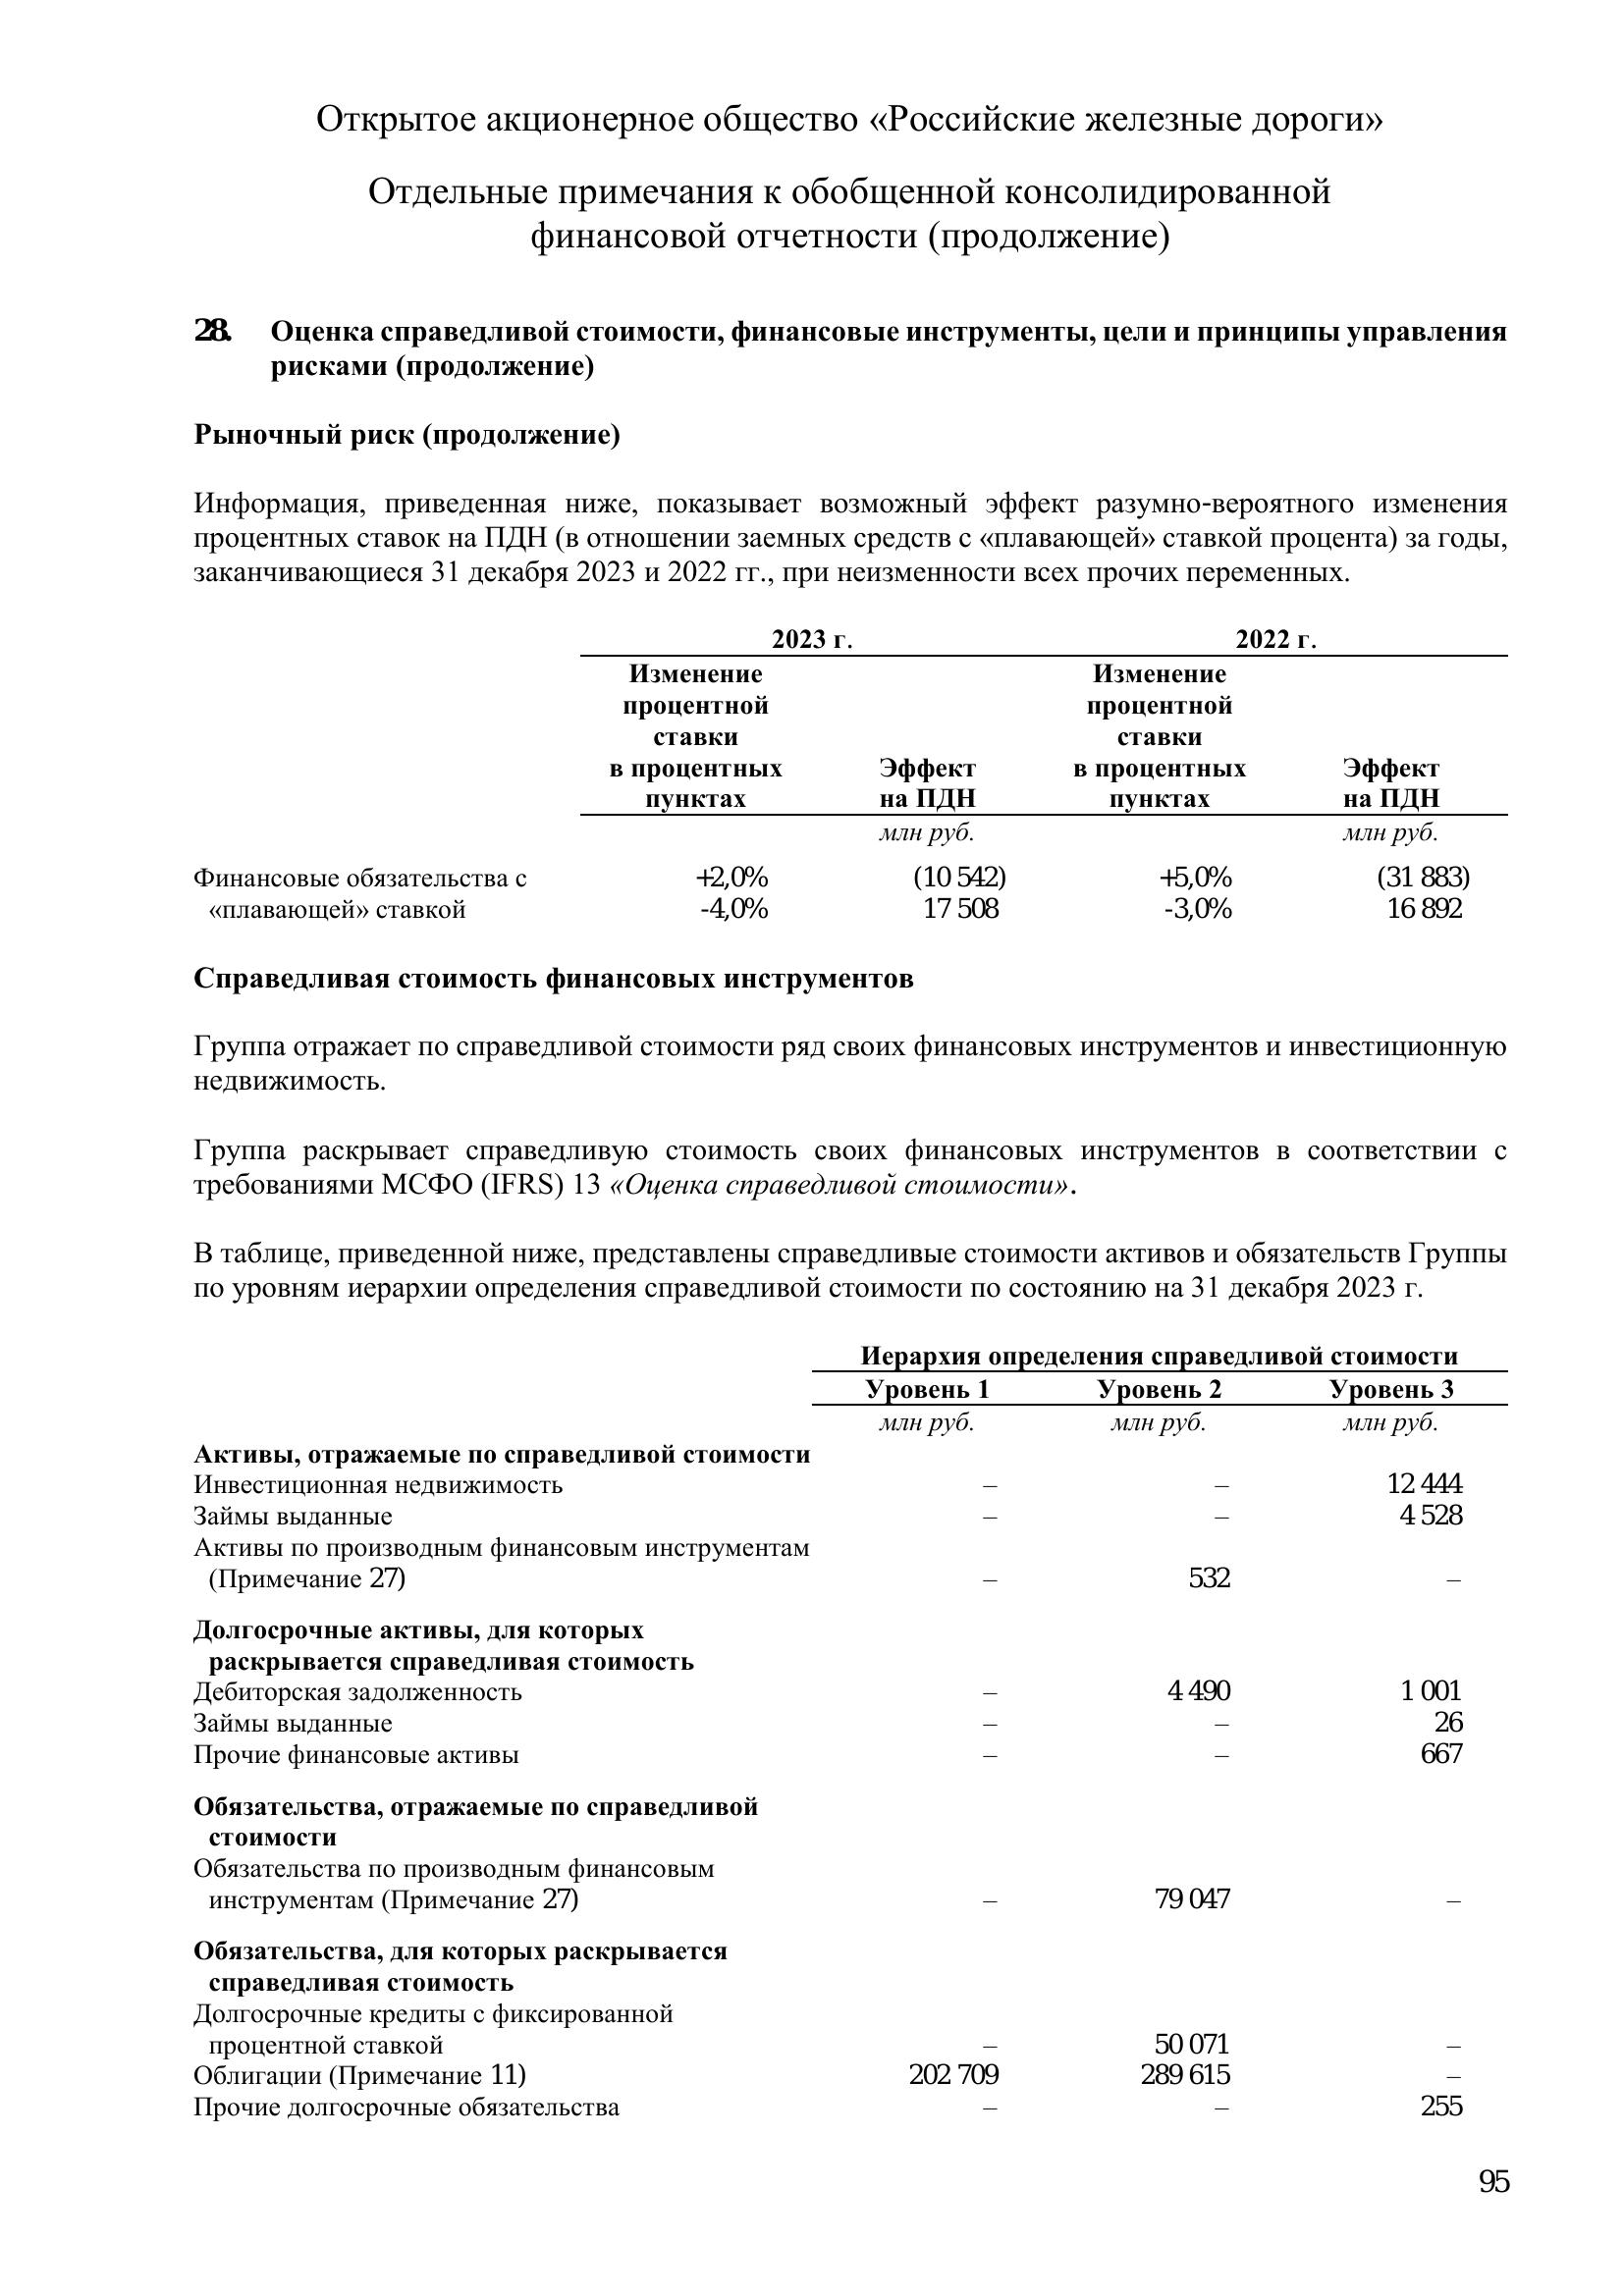 Открытое акционерное общество «Российские железные дороги»
Отдельные примечания к обобщенной консолидированной
финансовой отчетности (продолжение)
28. Оценка справедливой стоимости, финансовые инструменты, цели и принципы управления
рисками (продолжение)
Рыночный риск (продолжение)
Информация, приведенная ниже, показывает возможный эффект разумно-вероятного изменения
процентных ставок на ПДН (в отношении заемных средств с «плавающей» ставкой процента) за годы,
заканчивающиеся 31 декабря 2023 и 2022 гг., при неизменности всех прочих переменных.
2023 г. 2022 г.
Изменение Изменение
процентной процентной
ставки ставки
в процентных Эффект в процентных Эффект
пунктах на ПДН пунктах на ПДН
млн руб. млн руб.
Финансовые обязательства с +2,0% (10 542) +5,0% (31 883)
«плавающей» ставкой -4,0% 17 508 -3,0% 16 892
Справедливая стоимость финансовых инструментов
Группа отражает по справедливой стоимости ряд своих финансовых инструментов и инвестиционную
недвижимость.
Группа раскрывает справедливую стоимость своих финансовых инструментов в соответствии с
требованиями МСФО (IFRS) 13 «Оценка справедливой стоимости».
В таблице, приведенной ниже, представлены справедливые стоимости активов и обязательств Группы
по уровням иерархии определения справедливой стоимости по состоянию на 31 декабря 2023 г.
Иерархия определения справедливой стоимости
Уровень 1 Уровень 2 Уровень 3
млн руб. млн руб. млн руб.
Активы, отражаемые по справедливой стоимости
Инвестиционная недвижимость – – 12 444
Займы выданные – – 4 528
Активы по производным финансовым инструментам
(Примечание 27) – 532 –
Долгосрочные активы, для которых
раскрывается справедливая стоимость
Дебиторская задолженность – 4 490 1 001
Займы выданные – – 26
Прочие финансовые активы – – 667
Обязательства, отражаемые по справедливой
стоимости
Обязательства по производным финансовым
инструментам (Примечание 27) – 79 047 –
Обязательства, для которых раскрывается
справедливая стоимость
Долгосрочные кредиты с фиксированной
процентной ставкой – 50 071 –
Облигации (Примечание 11) 202 709 289 615 –
Прочие долгосрочные обязательства – – 255
95